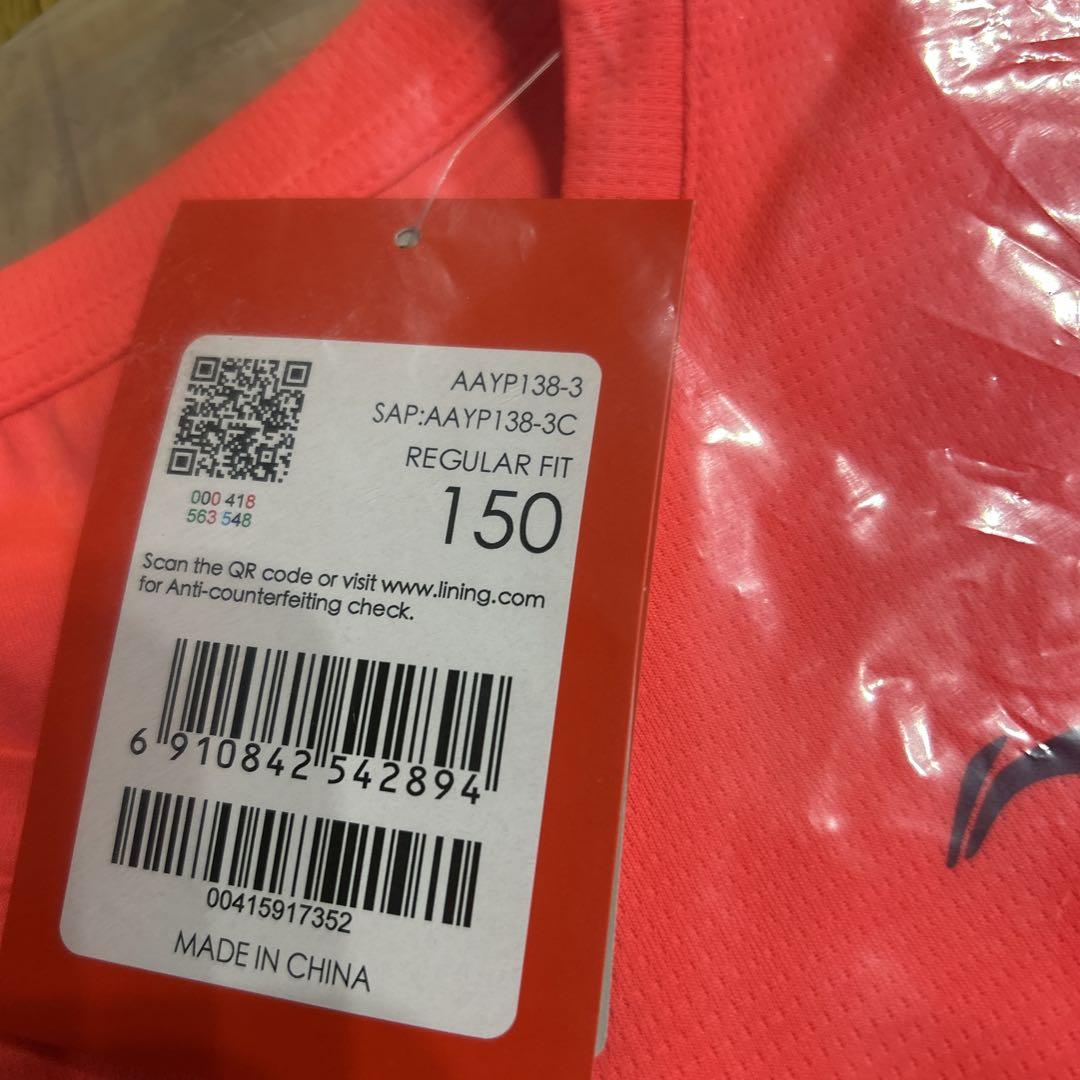 AAYP138-3
SAP:AAYP138-3C
REGULAR FIT
150
000 418
563 548
Scan the QR code or visit www.lining.com
for Anti-counterfeiting check.
6 910842 542894
00415917352
MADE IN CHINA